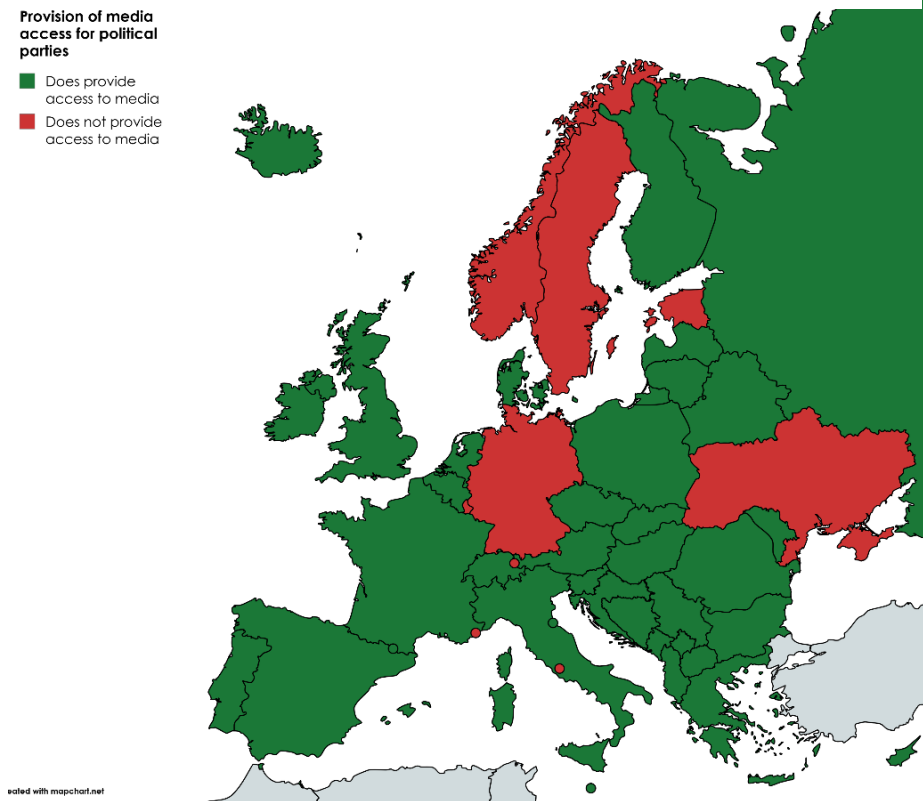 Provision of media
access for political
parties
Does provide
access to media
Does not provide
access to media
eated with mapchart.net